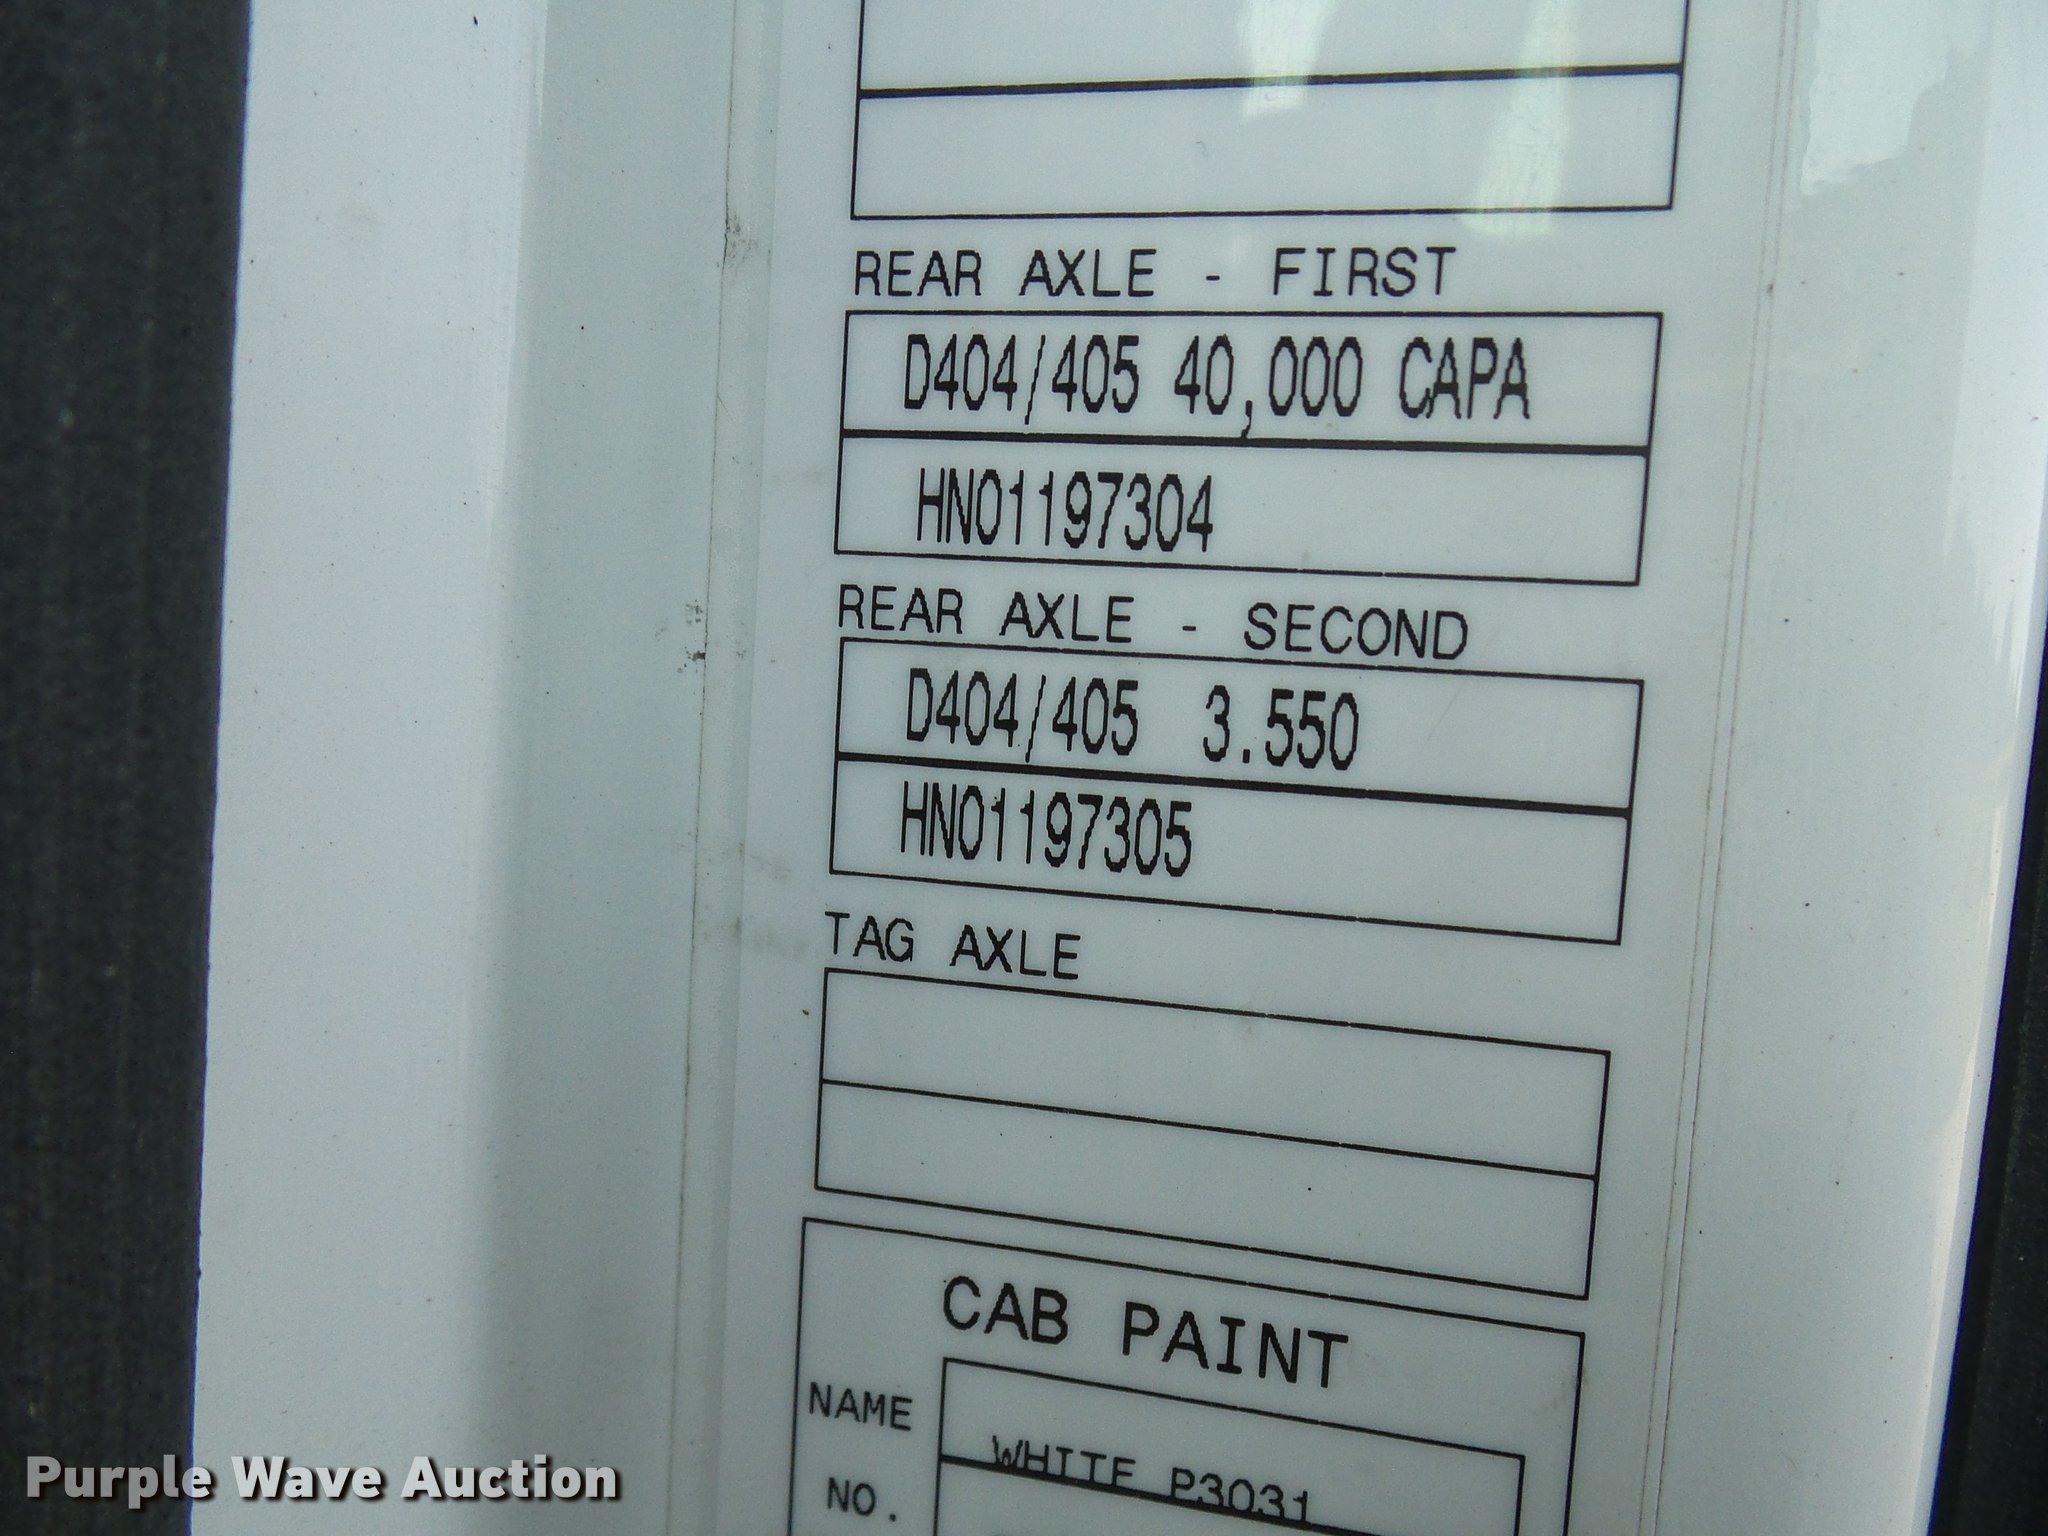 REAR AXLE - FIRST
D404/405 40,000 CAPA
HN01197304
REAR AXLE - SECOND
D404/405 3.550
HN01197305
TAG AXLE
CAB PAINT
NAME
WHITE P3031
NO.
Purple Wave Auction